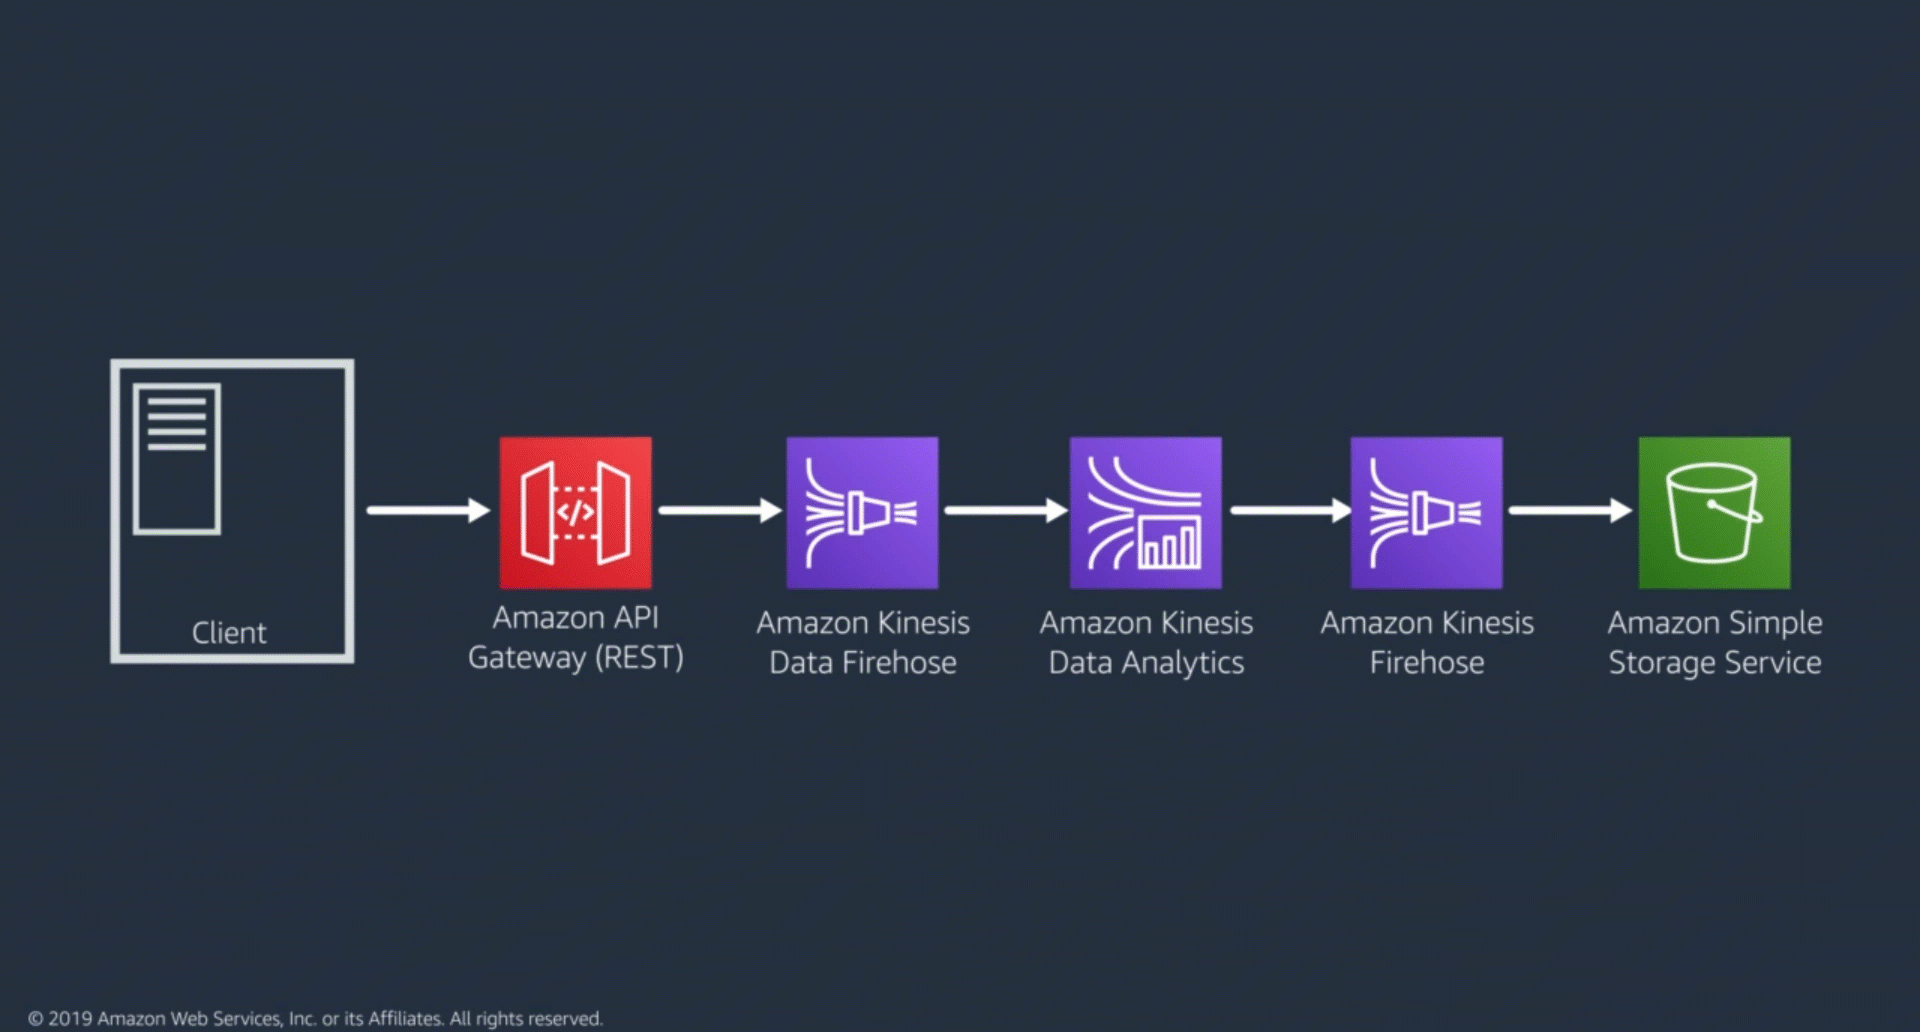 Client
Amazon API
Gateway (REST)
Amazon Kinesis
Data Firehose
Amazon Kinesis
Data Analytics
Amazon Kinesis
Firehose
Amazon Simple
Storage Service
</>
© 2019 Amazon Web Services, Inc. or its Affiliates. All rights reserved.